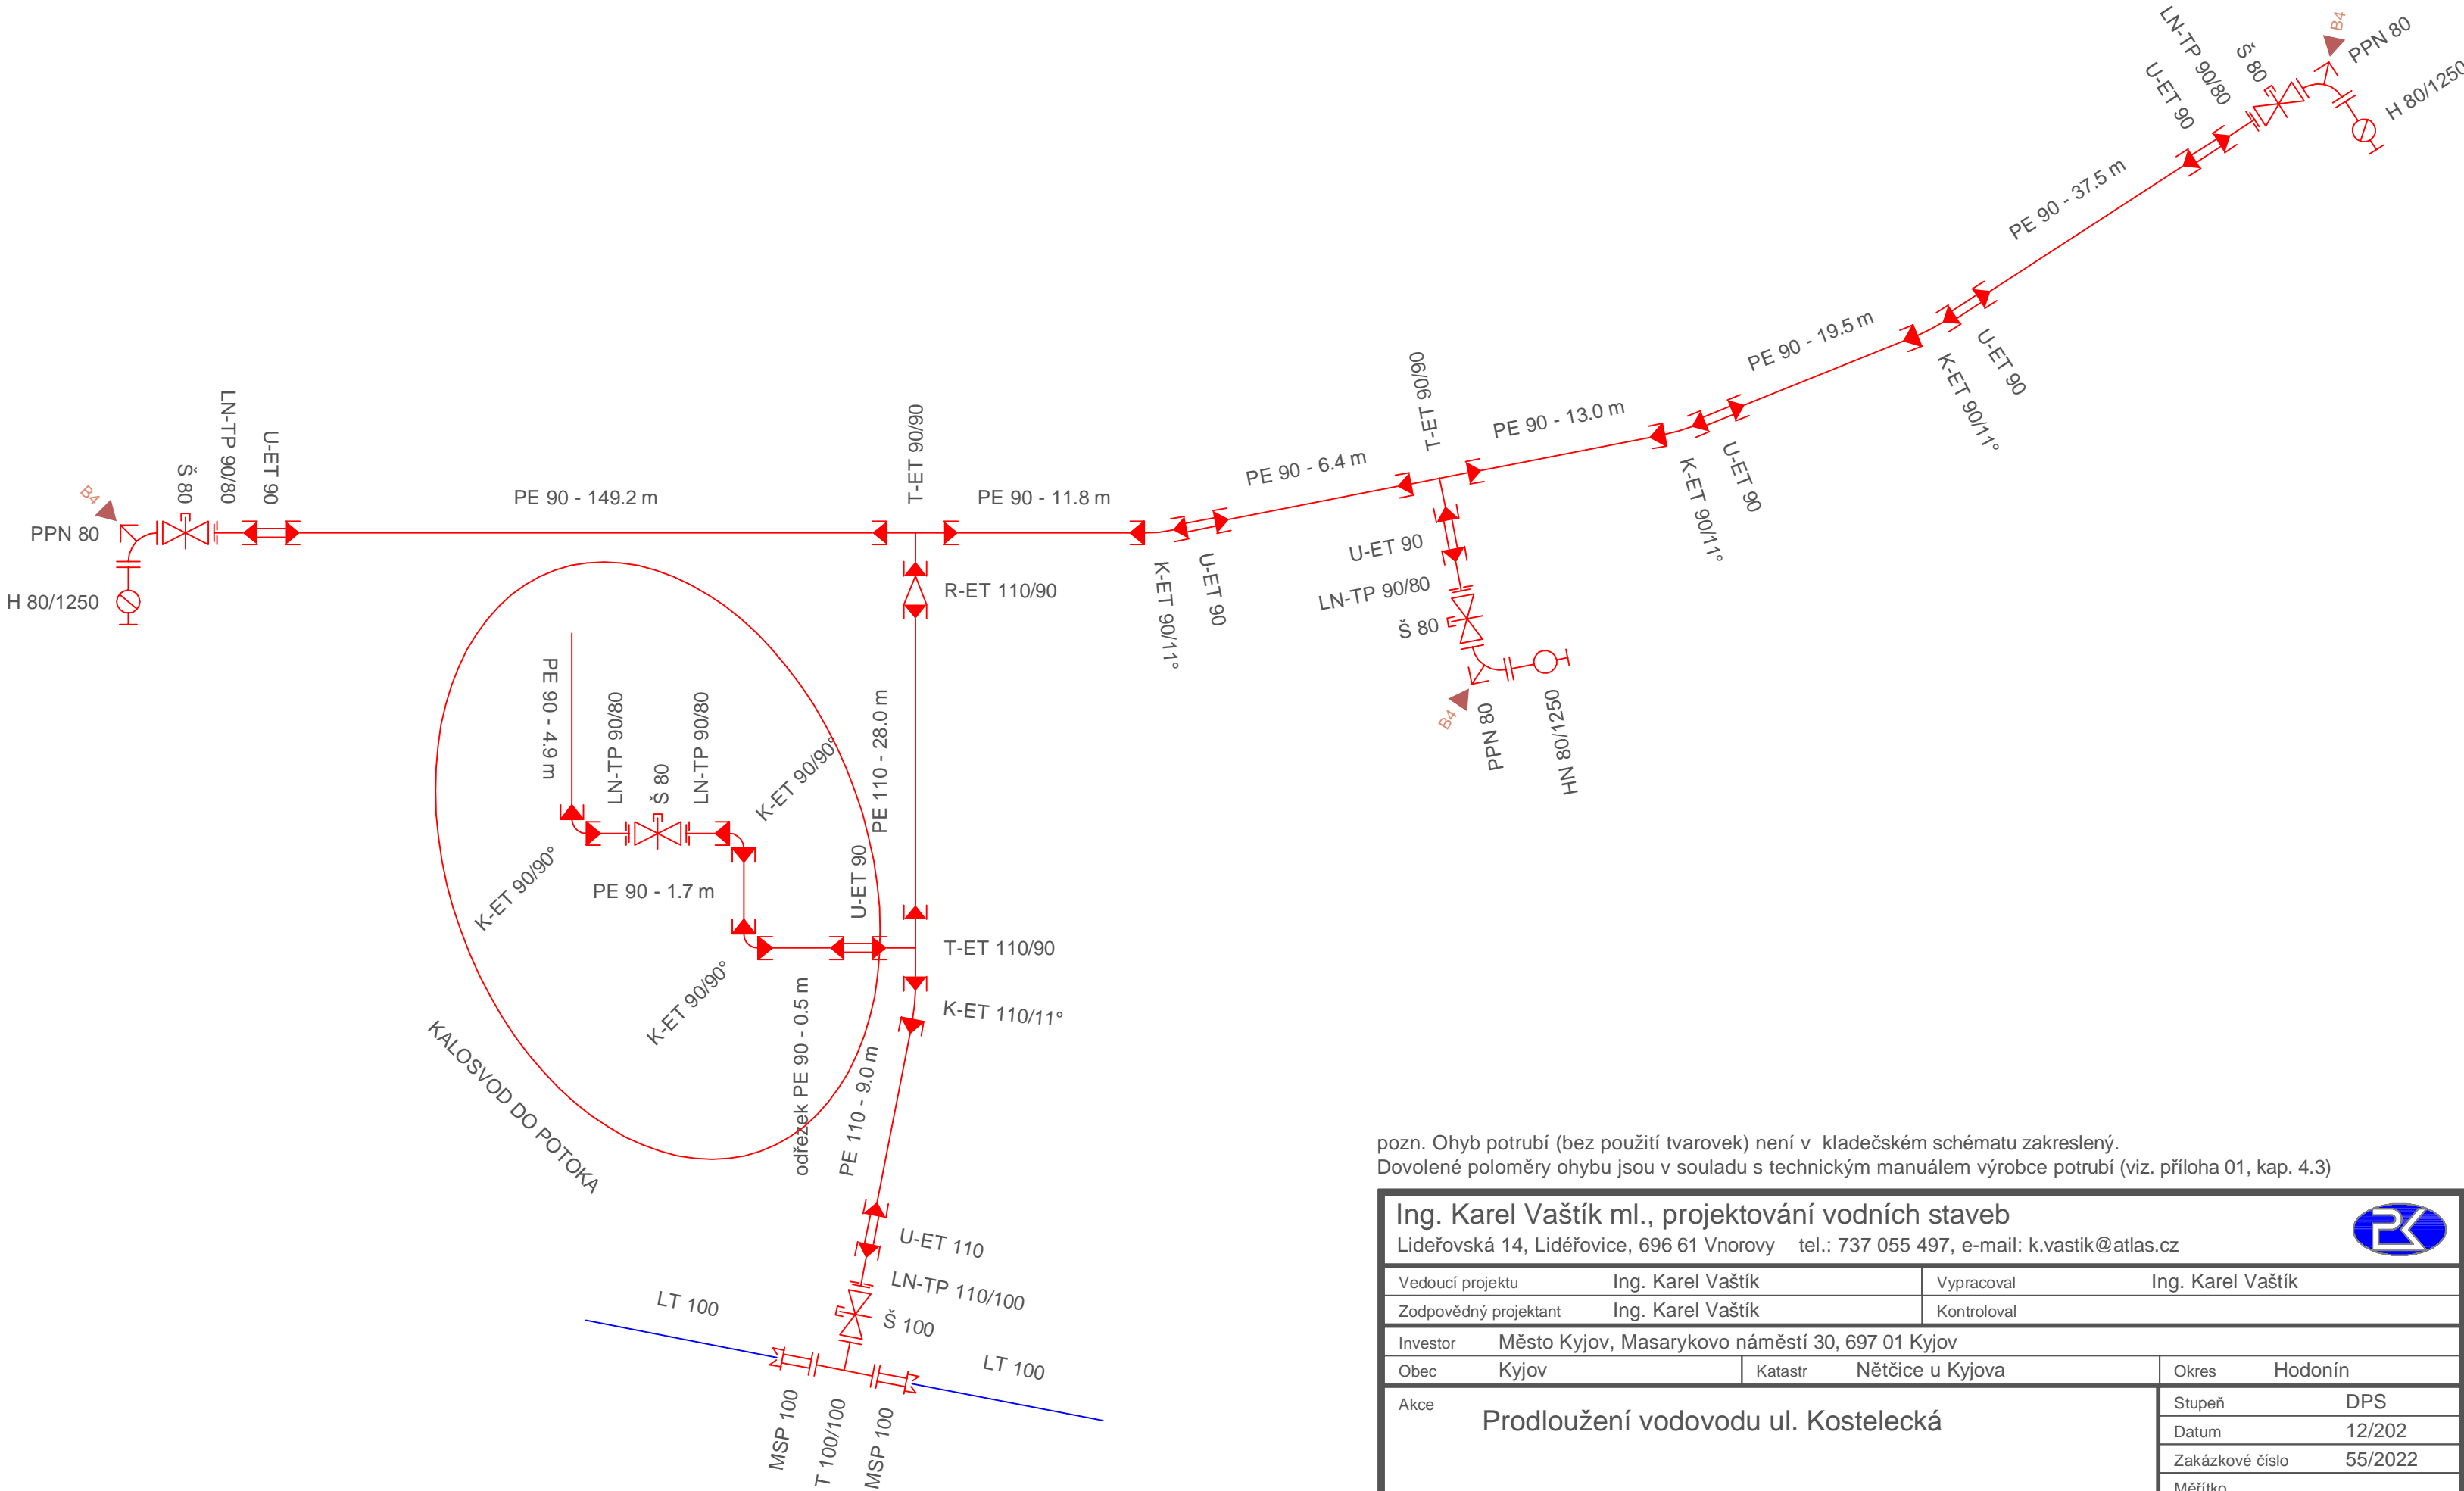 B4
PPN 80
H 80/1250
Š 80
LN-TP 90/80
U-ET 90
PE 90 - 149.2 m
T-ET 90/90
R-ET 110/90
PE 90 - 11.8 m
K-ET 90/11°
U-ET 90
PE 90 - 6.4 m
T-ET 90/90
U-ET 90
LN-TP 90/80
Š 80
B4
PPN 80
HN 80/1250
PE 90 - 13.0 m
K-ET 90/11°
U-ET 90
PE 90 - 19.5 m
K-ET 90/11°
U-ET 90
PE 90 - 37.5 m
U-ET 90
LN-TP 90/80
Š 80
B4
PPN 80
H 80/1250
PE 90 - 4.9 m
K-ET 90/90°
LN-TP 90/80
Š 80
LN-TP 90/80
K-ET 90/90°
PE 90 - 1.7 m
K-ET 90/90°
odřezek PE 90 - 0.5 m
U-ET 90
PE 110 - 28.0 m
T-ET 110/90
K-ET 110/11°
KALOSVOD DO POTOKA
PE 110 - 9.0 m
U-ET 110
LN-TP 110/100
Š 100
LT 100
LT 100
MSP 100
T 100/100
MSP 100
pozn. Ohyb potrubí (bez použití tvarovek) není v kladečském schématu zakreslený.
Dovolené poloměry ohybu jsou v souladu s technickým manuálem výrobce potrubí (viz. příloha 01, kap. 4.3)
Ing. Karel Vaštík ml., projektování vodních staveb
Lideřovská 14, Lidéřovice, 696 61 Vnorovy tel.: 737 055 497, e-mail: k.vastik@atlas.cz
PK
Vedoucí projektu Ing. Karel Vaštík Vypracoval Ing. Karel Vaštík
Zodpovědný projektant Ing. Karel Vaštík Kontroloval
Investor Město Kyjov, Masarykovo náměstí 30, 697 01 Kyjov
Obec Kyjov Katastr Nětčice u Kyjova Okres Hodonín
Akce Prodloužení vodovodu ul. Kostelecká
Stupeň DPS
Datum 12/202
Zakázkové číslo 55/2022
Měřítko